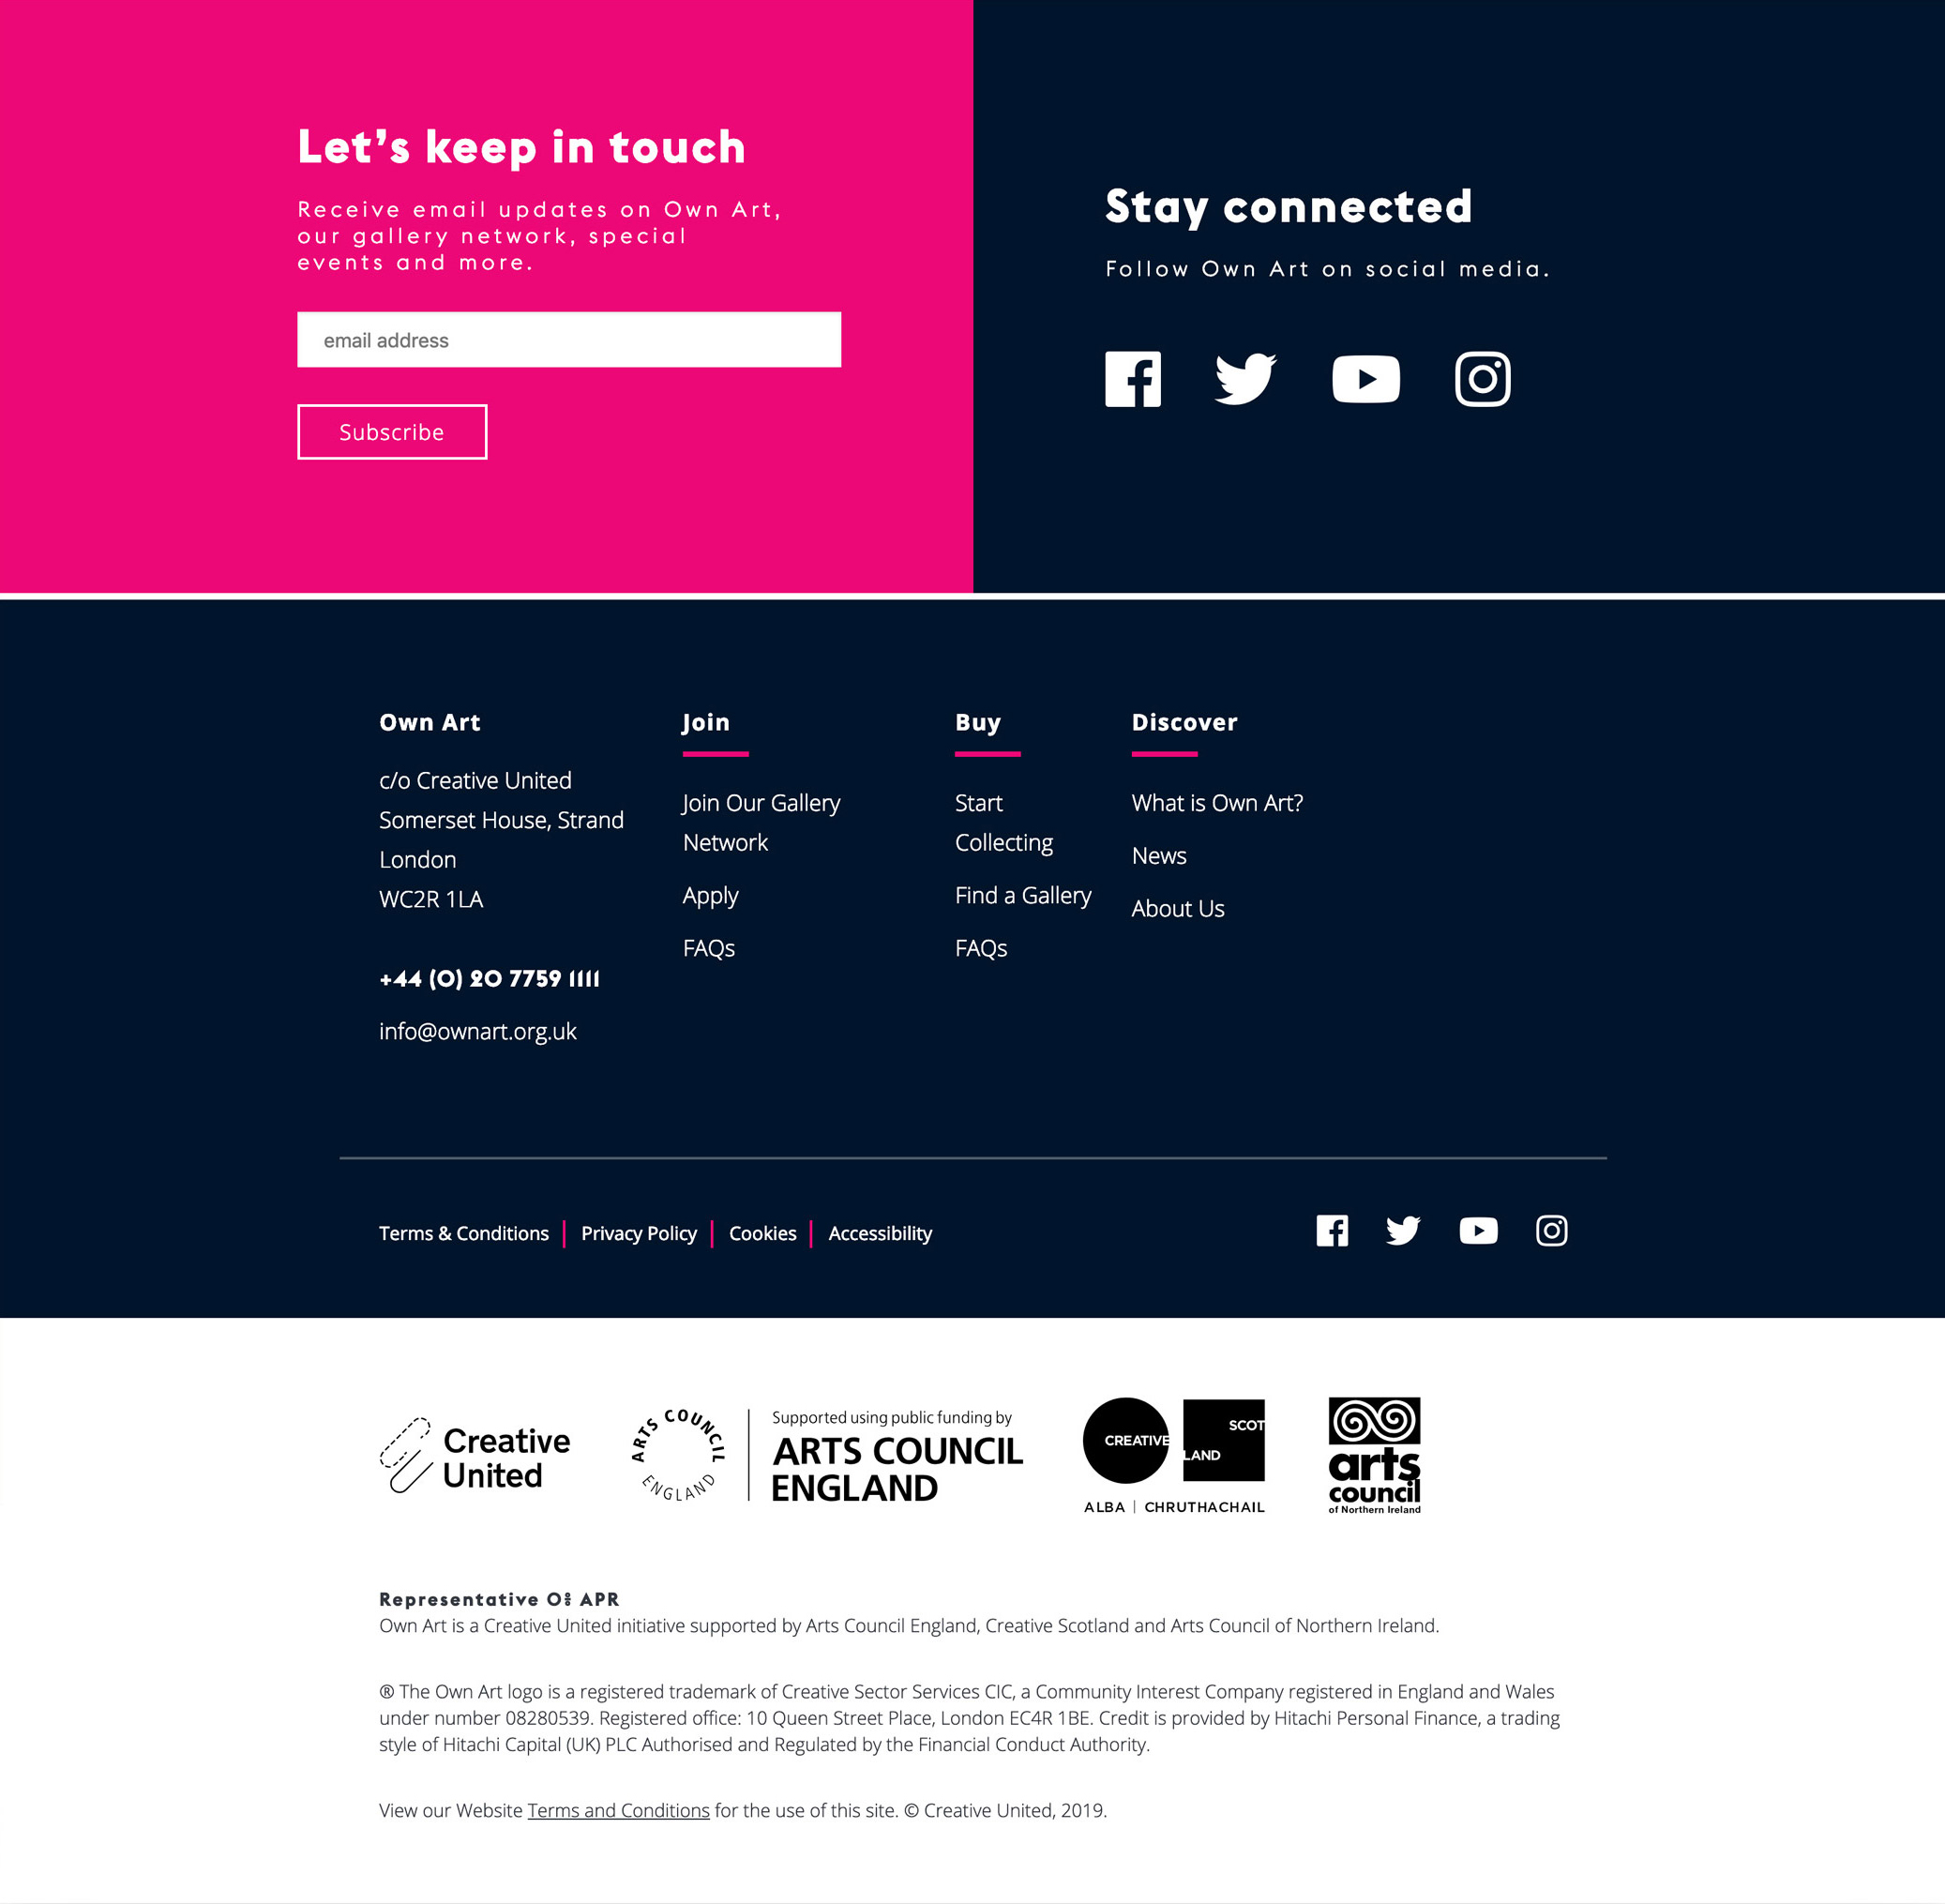 Let's keep in touch
Receive email updates on Own Art,
our gallery network, special
events and more.
email address
Subscribe
Stay connected
Follow Own Art on social media.
Own Art
c/o Creative United
Somerset House, Strand
London
WC2R 1LA
+44 (0) 20 7759 1111
info@ownart.org.uk
Join
Join Our Gallery
Network
Apply
FAQs
Buy
Start
Collecting
Find a Gallery
FAQs
Discover
What is Own Art?
News
About Us
Terms & Conditions
Privacy Policy
Cookies
Accessibility
Creative
United
ARTS COUNCIL
ENGLAND
Supported using public funding by
ARTS COUNCIL
ENGLAND
CREATIVE
SCOT
LAND
ALBA | CHRUTHACHAIL
arts
council
of Northern Ireland
Representative 0% APR
Own Art is a Creative United initiative supported by Arts Council England, Creative Scotland and Arts Council of Northern Ireland.
® The Own Art logo is a registered trademark of Creative Sector Services CIC, a Community Interest Company registered in England and Wales
under number 08280539. Registered office: 10 Queen Street Place, London EC4R 1BE. Credit is provided by Hitachi Personal Finance, a trading
style of Hitachi Capital (UK) PLC Authorised and Regulated by the Financial Conduct Authority.
View our Website Terms and Conditions for the use of this site. © Creative United, 2019.